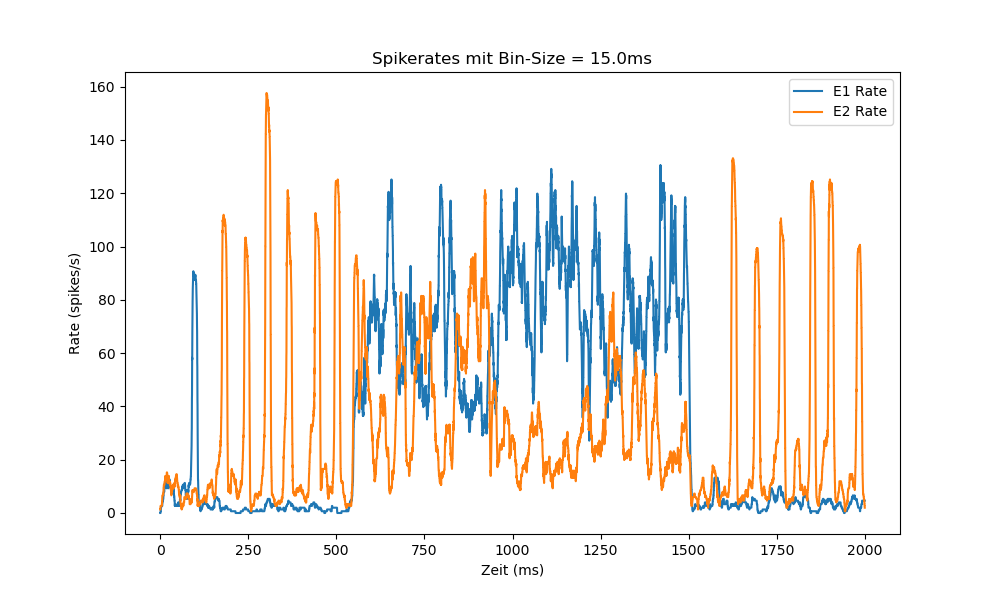 Spikerates mit Bin-Size = 15.0ms
E1 Rate
E2 Rate
160
140
120
100
80
60
40
20
0
Rate (spikes/s)
0 250 500 750 1000 1250 1500 1750 2000
Zeit (ms)